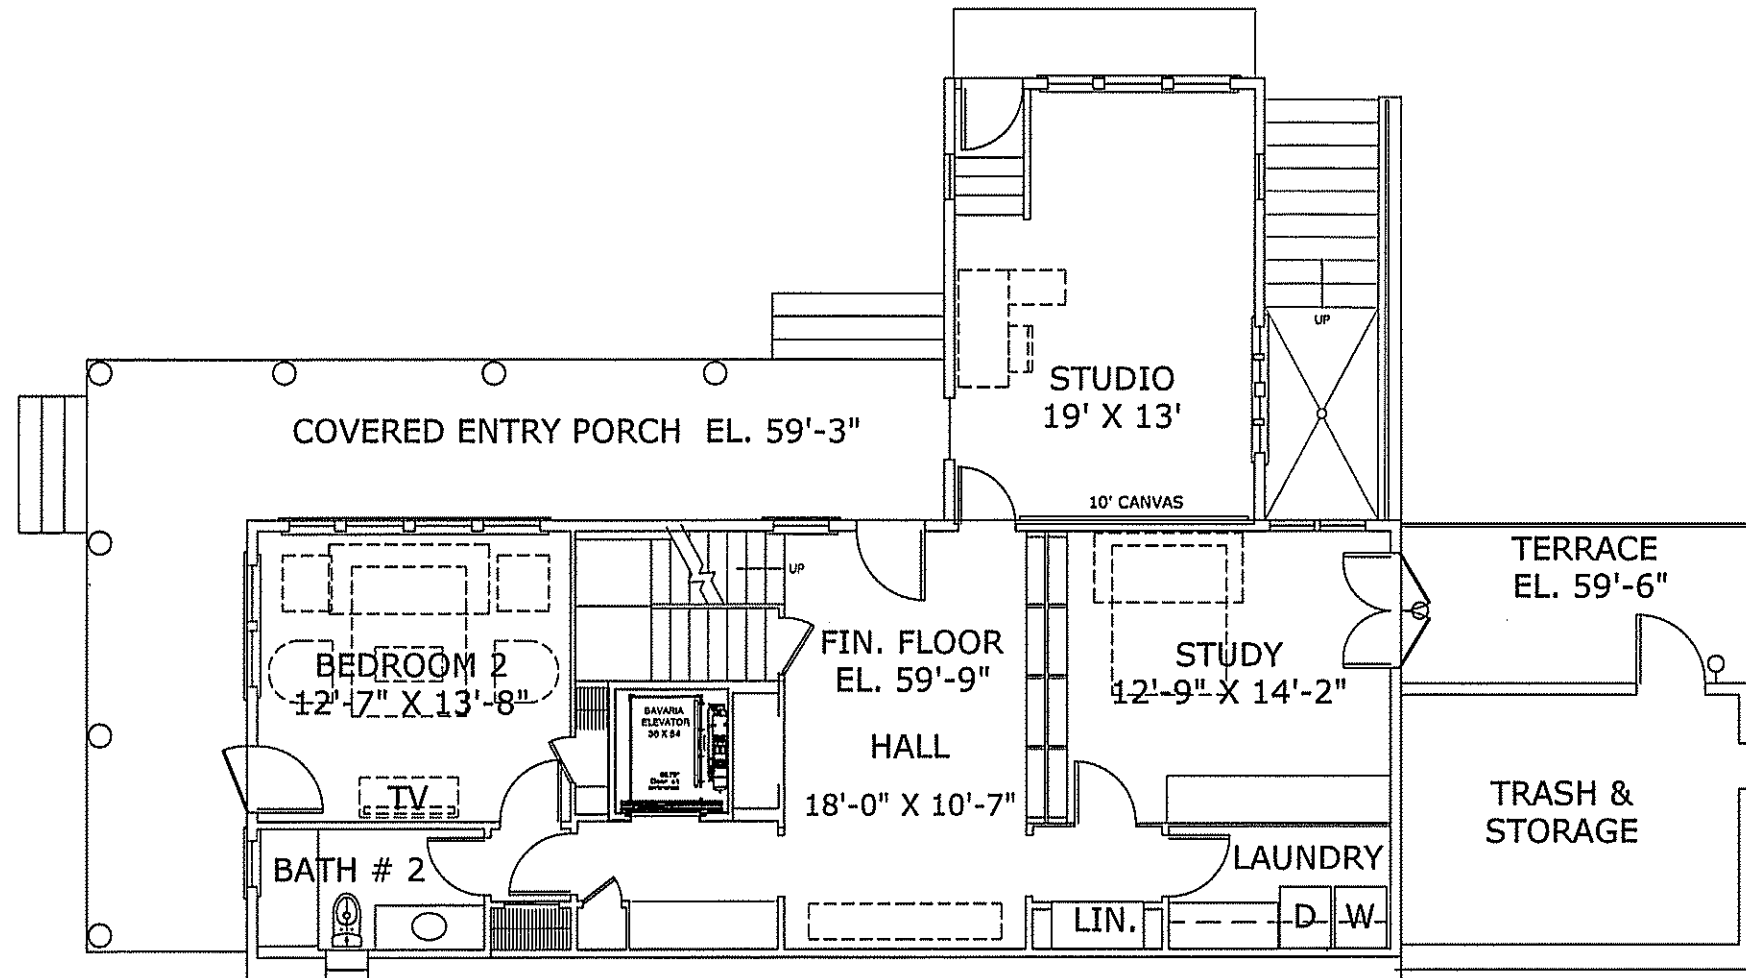 UP
STUDIO
19' X 13'
COVERED ENTRY PORCH EL. 59'-3"
10' CANVAS
TERRACE
EL. 59'-6"
UP
FIN. FLOOR
EL. 59'-9"
STUDY
12'-9" X 14'-2"
BEDROOM 2
12'-7" X 13'-8"
BAVARIA
ELEVATOR
36 X 54
HALL
18'-0" X 10'-7"
TV
TRASH &
STORAGE
BATH # 2
LAUNDRY
LIN.
D
W